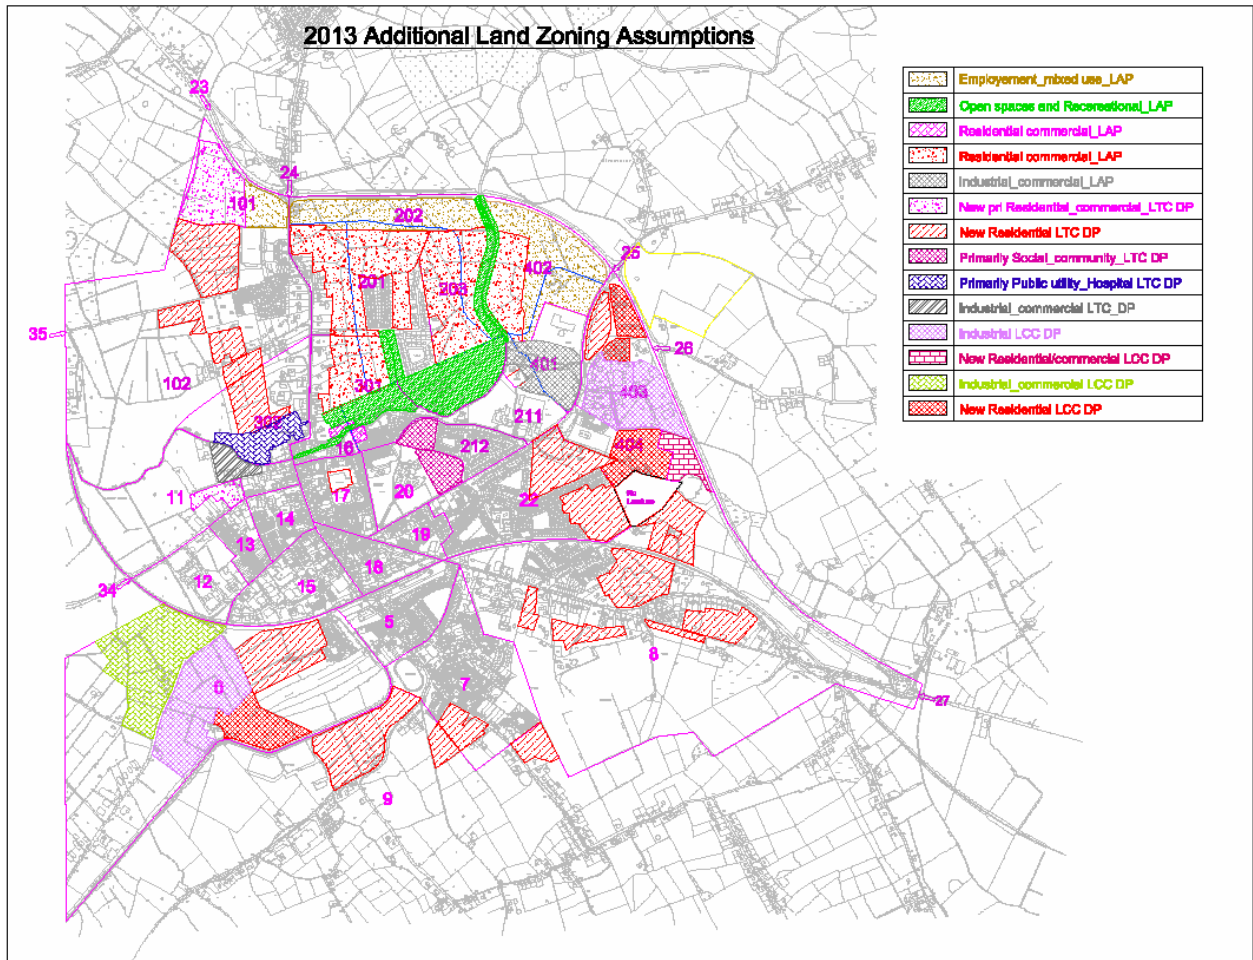 2013 Additional Land Zoning Assumptions
Employement_mixed use_LAP
Open spaces and Recereational_LAP
Residential commercial_LAP
Residential commercial_LAP
Industrial_commercial_LAP
New pri Residential_commercial_LTC DP
New Residential LTC DP
Primarily Social_community_LTC DP
Primarily Public utility_Hospital LTC DP
Industrial_commercial LTC_DP
Industrial LCC DP
New Residential/commercial LCC DP
Industrial_commercial LCC DP
New Residential LCC DP
23
24
101
202
25
402
201
203
35
26
401
102
301
403
302
211
16
212
404
11
17
20
22
No
Landuse
14
19
13
18
34
12
15
5
8
6
7
27
9